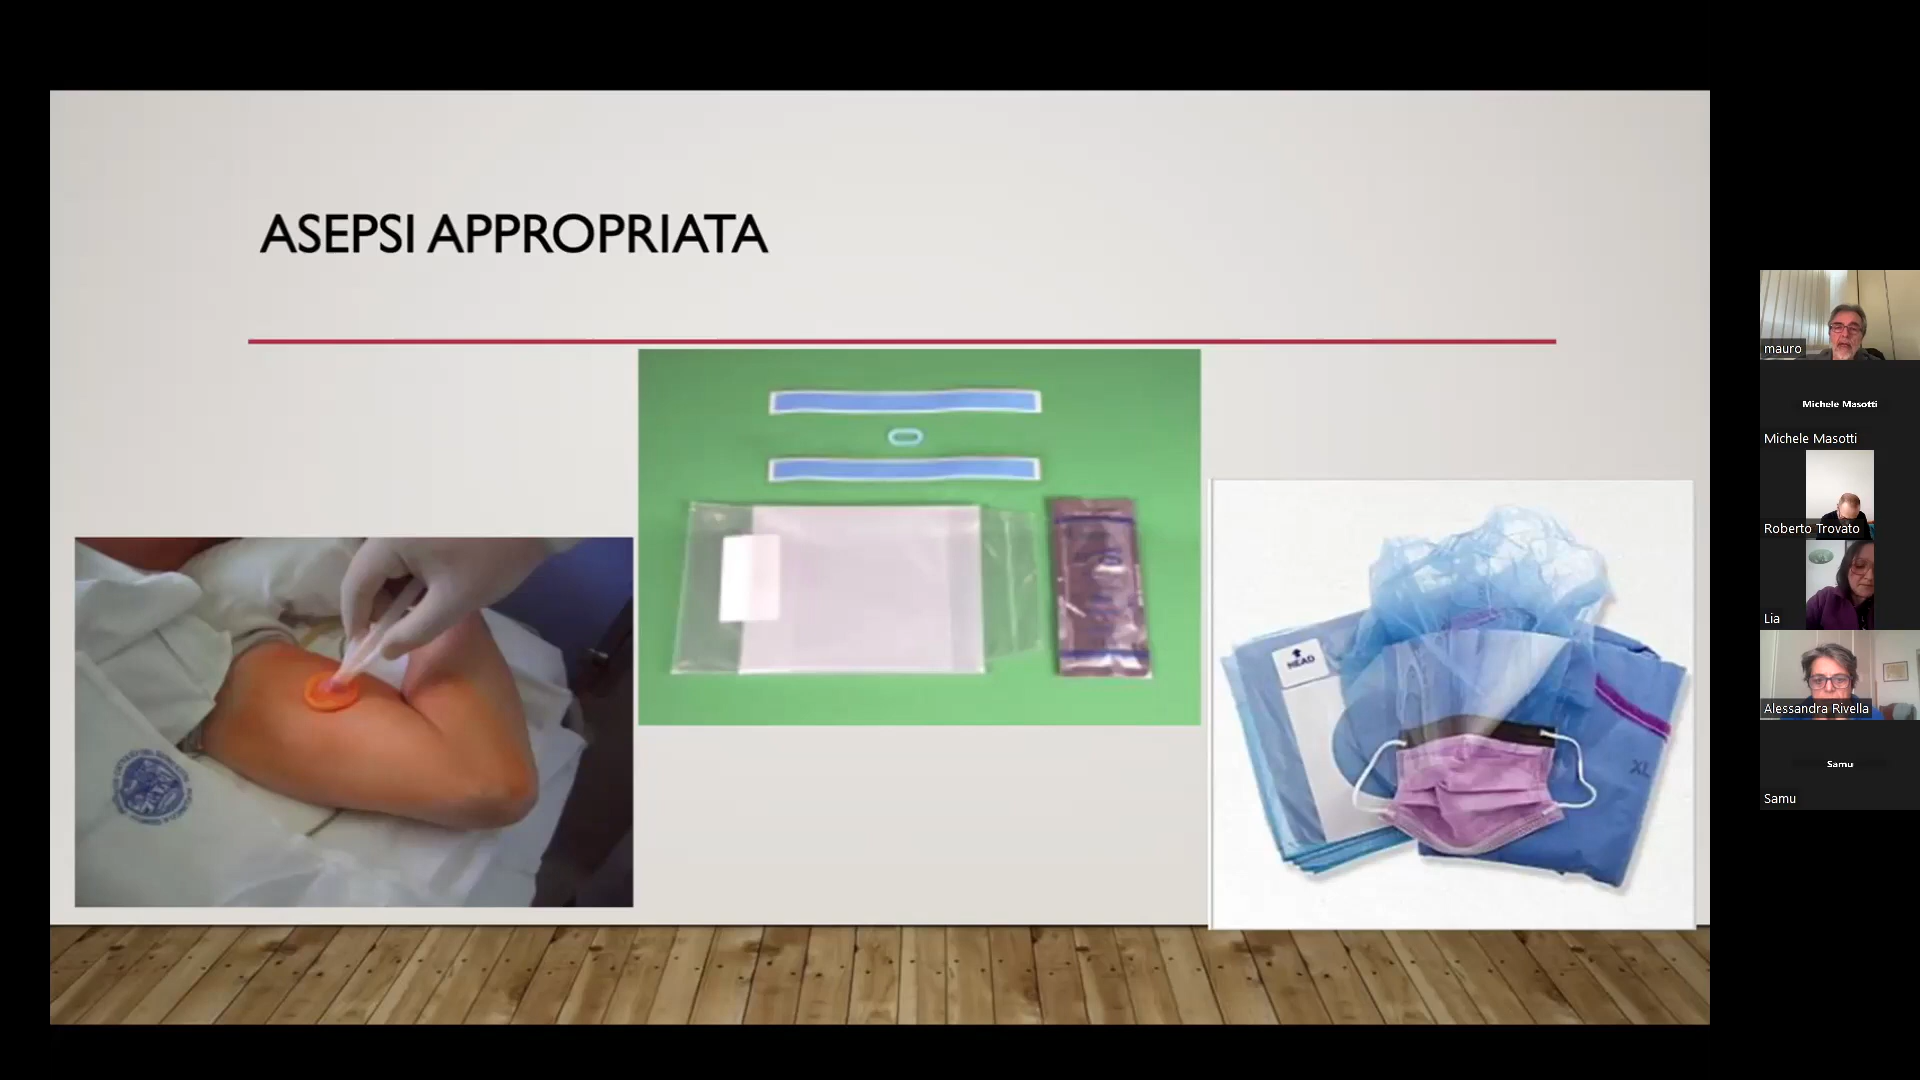 ASEPSI APPROPRIATA
HEAD
XL
mauro
Michele Masotti
Michele Masotti
Roberto Trovato
Lia
Alessandra Rivella
Samu
Samu